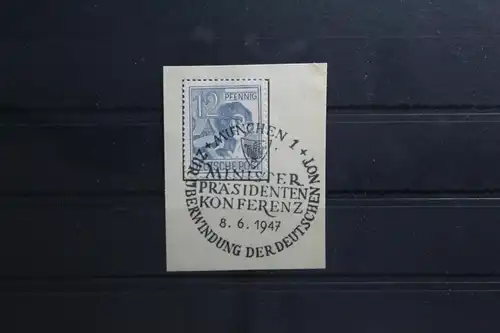 12 PFENNIG
DEUTSCHE POST
MÜNCHEN 1
MINISTER
PRÄSIDENTEN
KONFERENZ
8. 6. 1947
ZUR ÜBERWINDUNG DER DEUTSCHEN NOT